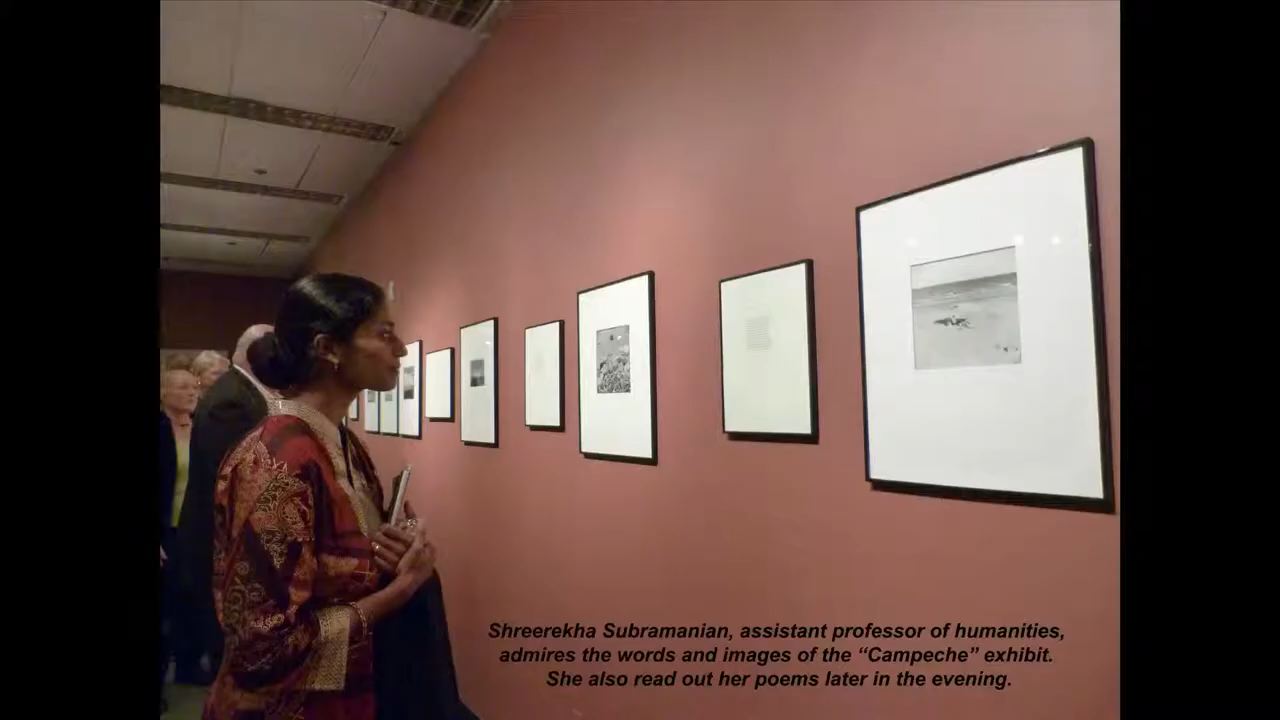 Shreerekha Subramanian, assistant professor of humanities,
admires the words and images of the “Campeche” exhibit.
She also read out her poems later in the evening.